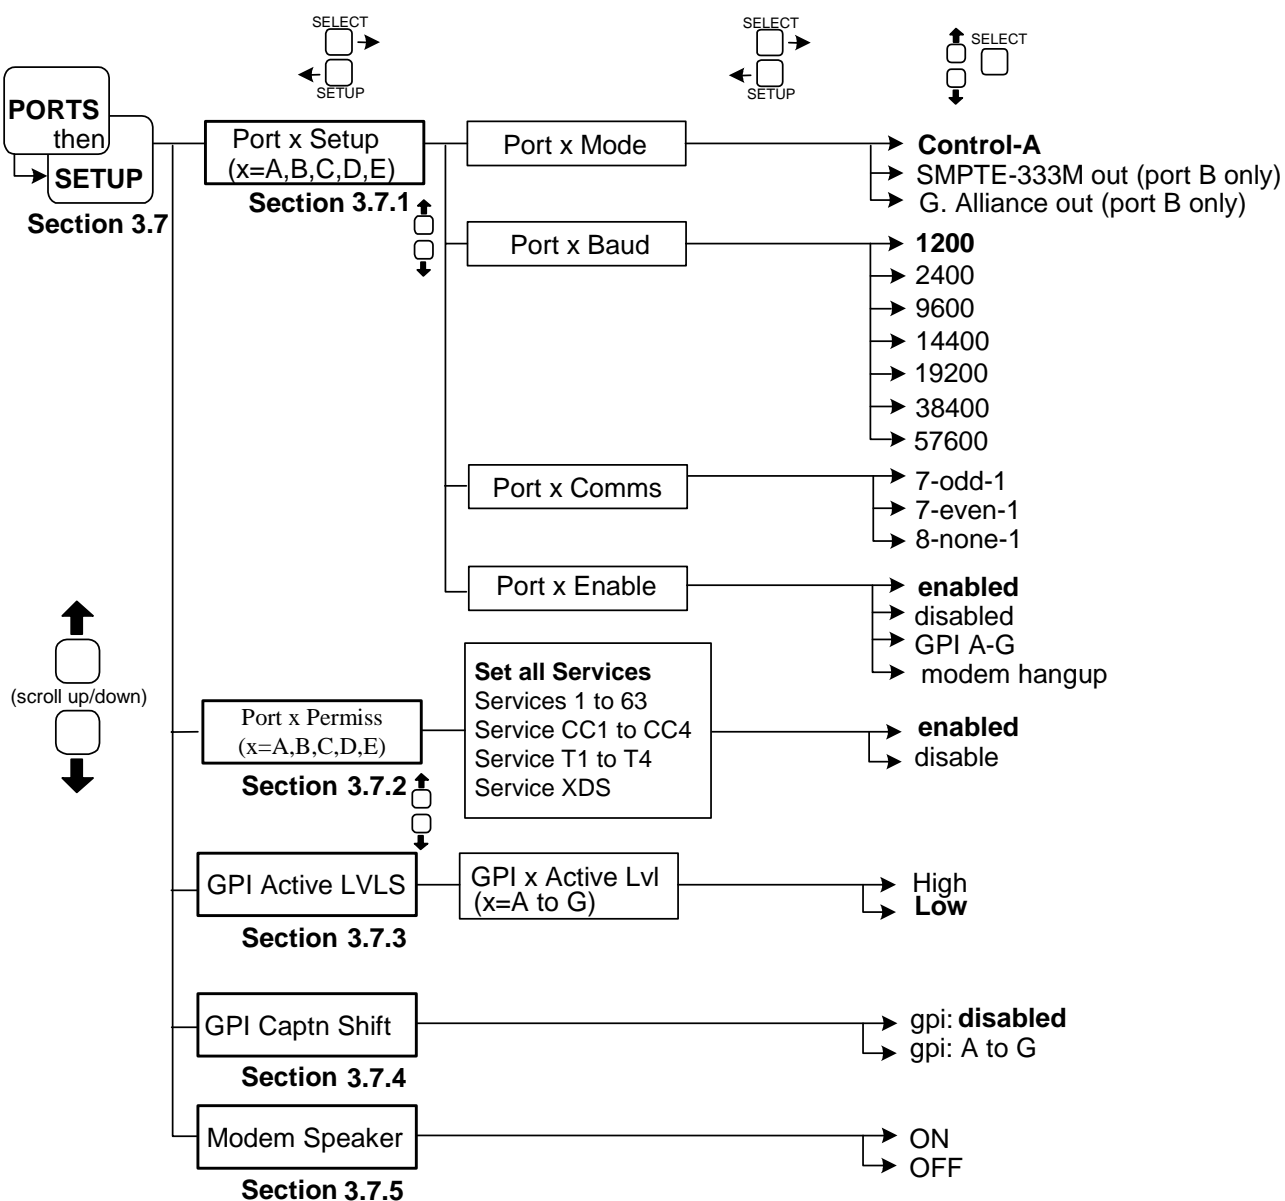 SELECT
SETUP
SELECT
SETUP
SELECT
PORTS
then
SETUP
Section 3.7
Port x Setup
(x=A,B,C,D,E)
Section 3.7.1
Port x Mode
Control-A
SMPTE-333M out (port B only)
G. Alliance out (port B only)
Port x Baud
1200
2400
9600
14400
19200
38400
57600
Port x Comms
7-odd-1
7-even-1
8-none-1
Port x Enable
enabled
disabled
GPI A-G
modem hangup
(scroll up/down)
Port x Permiss
(x=A,B,C,D,E)
Section 3.7.2
Set all Services
Services 1 to 63
Service CC1 to CC4
Service T1 to T4
Service XDS
enabled
disable
GPI Active LVLS
Section 3.7.3
GPI x Active Lvl
(x=A to G)
High
Low
GPI Captn Shift
Section 3.7.4
gpi: disabled
gpi: A to G
Modem Speaker
Section 3.7.5
ON
OFF